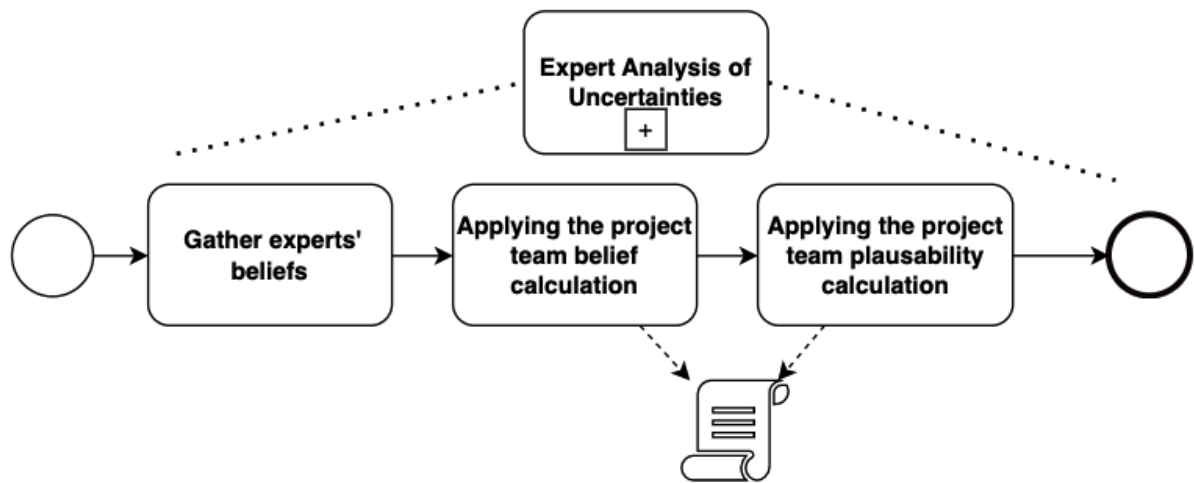 Expert Analysis of
Uncertainties
+
Gather experts'
beliefs
Applying the project
team belief
calculation
Applying the project
team plausability
calculation